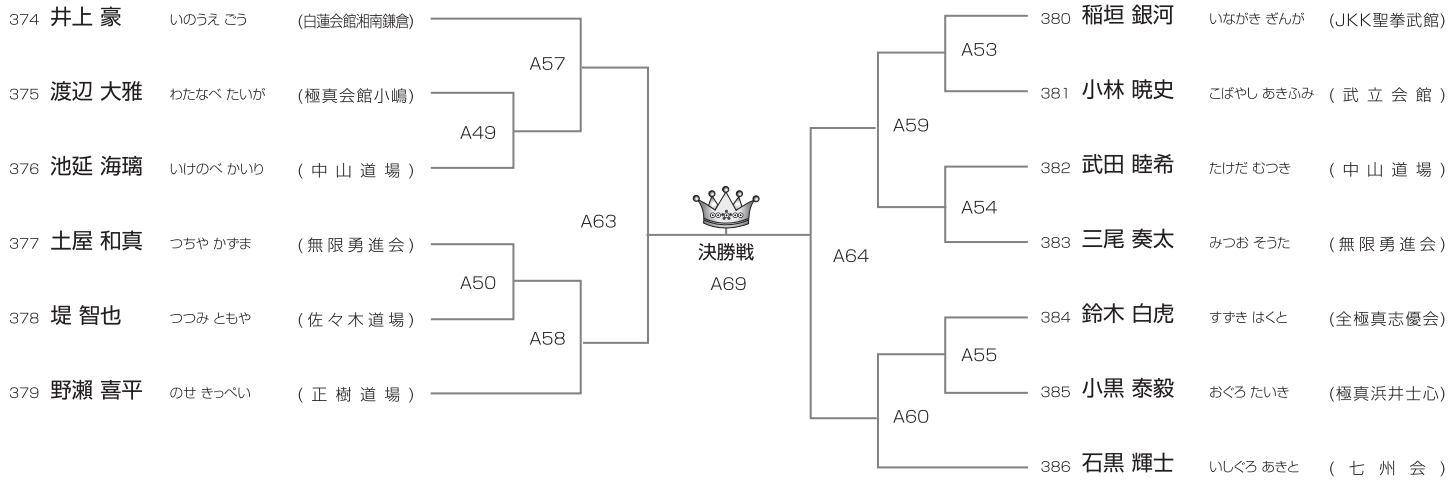 374 井上 豪 いのうえ ごう (白蓮会館湘南鎌倉)
A57
375 渡辺 大雅 わたなべ たいが (極真会館小嶋)
A49
376 池延 海璃 いけのべ かいり (中山道場)
A63
377 土屋 和真 つちや かずま (無限勇進会)
A50
378 堤 智也 つつみ ともや (佐々木道場)
A58
379 野瀬 喜平 のせ きっぺい (正樹道場)
決勝戦
A69
380 稲垣 銀河 いながき ぎんが (JKK聖拳武館)
A53
381 小林 暁史 こばやし あきふみ (武立会館)
A59
382 武田 睦希 たけだ むつき (中山道場)
A54
383 三尾 奏太 みつお そうた (無限勇進会)
A64
384 鈴木 白虎 すずき はくと (全極真志優会)
A55
385 小黒 泰毅 おぐろ たいき (極真浜井士心)
A60
386 石黒 輝士 いしぐろ あきと (七州会)